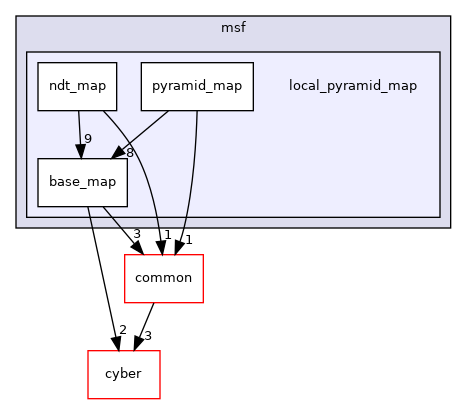 msf
ndt_map
pyramid_map
local_pyramid_map
9
8
base_map
3
1
1
common
2
3
cyber